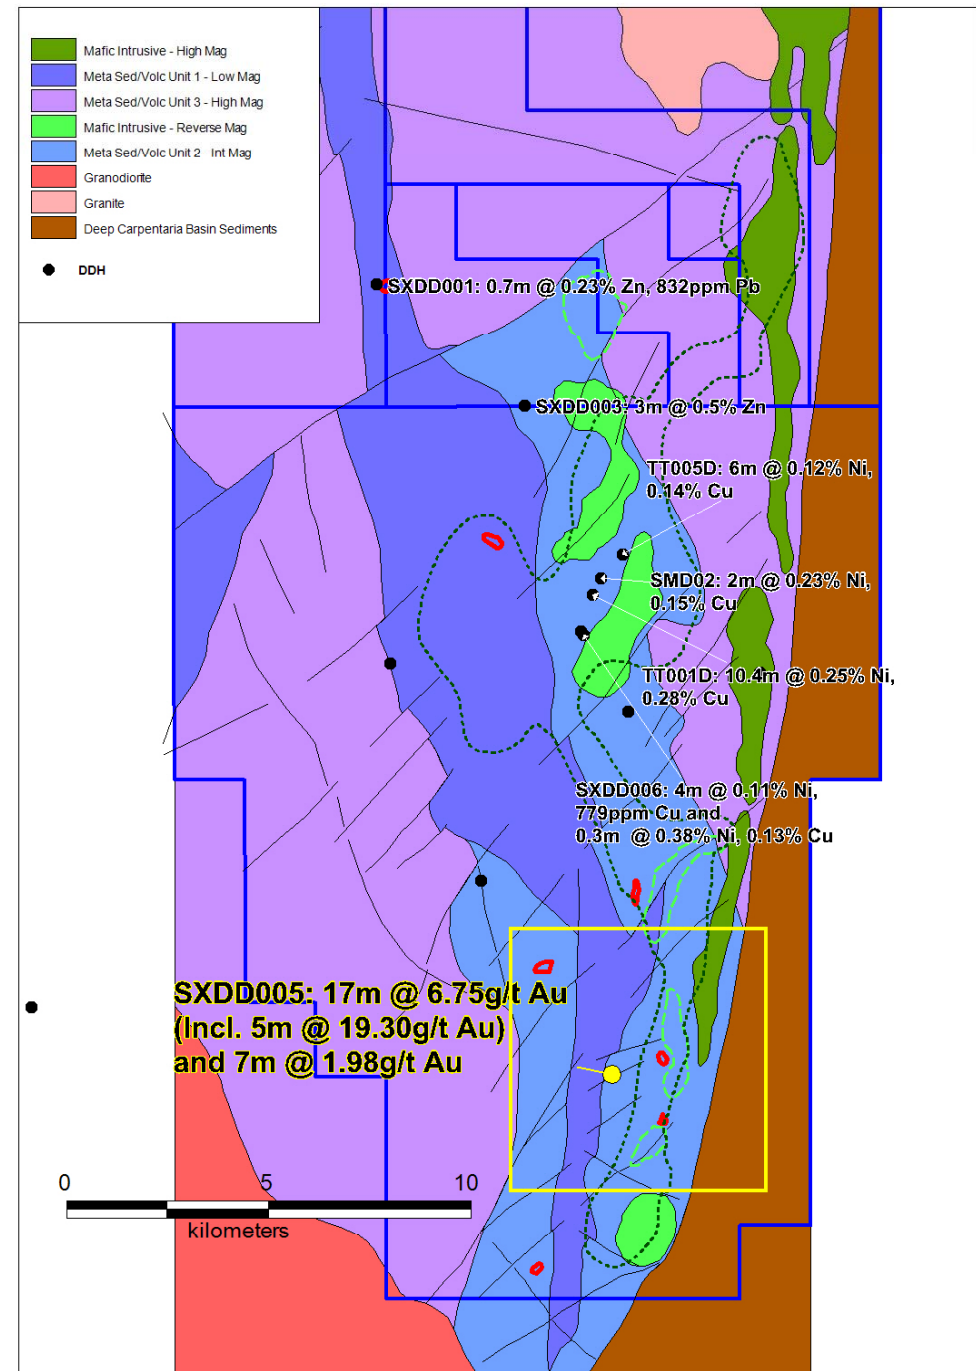 Mafic Intrusive - High Mag
Meta Sed/Volc Unit 1 - Low Mag
Meta Sed/Volc Unit 3 - High Mag
Mafic Intrusive - Reverse Mag
Meta Sed/Volc Unit 2 Int Mag
Granodiorite
Granite
Deep Carpentaria Basin Sediments
DDH
SXDD001: 0.7m @ 0.23% Zn, 832ppm Pb
SXDD003: 3m @ 0.5% Zn
TT005D: 6m @ 0.12% Ni,
0.14% Cu
SMD02: 2m @ 0.23% Ni,
0.15% Cu
TT001D: 10.4m @ 0.25% Ni,
0.28% Cu
SXDD006: 4m @ 0.11% Ni,
779ppm Cu and
0.3m @ 0.38% Ni, 0.13% Cu
SXDD005: 17m @ 6.75g/t Au
(Incl. 5m @ 19.30g/t Au)
and 7m @ 1.98g/t Au
0 5 10
kilometers